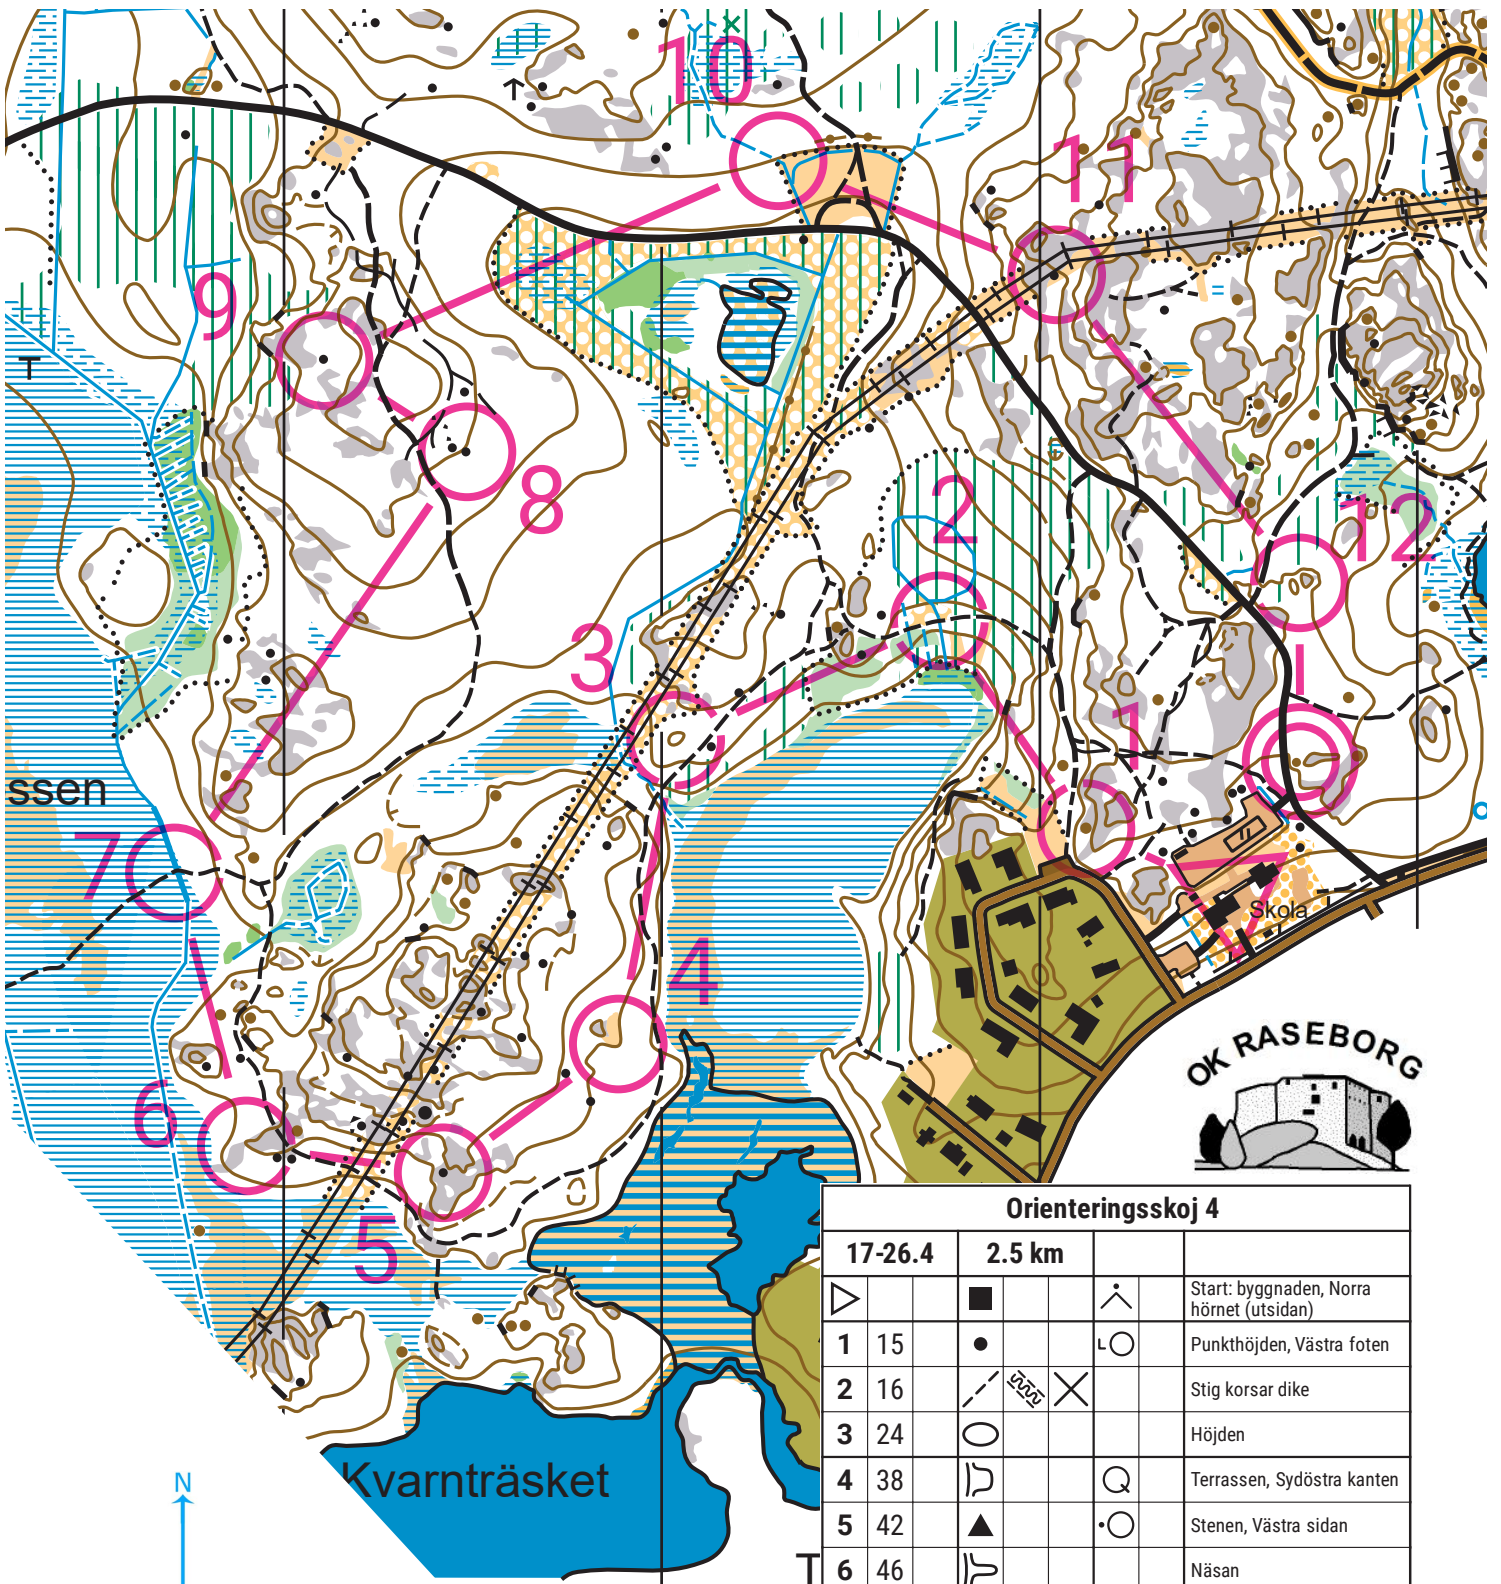 10
11
9
8
2
12
3
1
ssen
7
Skola
4
6
5
OK RASEBORG
Kvarnträsket
N
T
T
Orienteringsskoj 4
17-26.4 2.5 km
Start: byggnaden, Norra
hörnet (utsidan)
1 15 Punkthöjden, Västra foten
2 16 Stig korsar dike
3 24 Höjden
4 38 Terrassen, Sydöstra kanten
5 42 Stenen, Västra sidan
6 46 Näsan